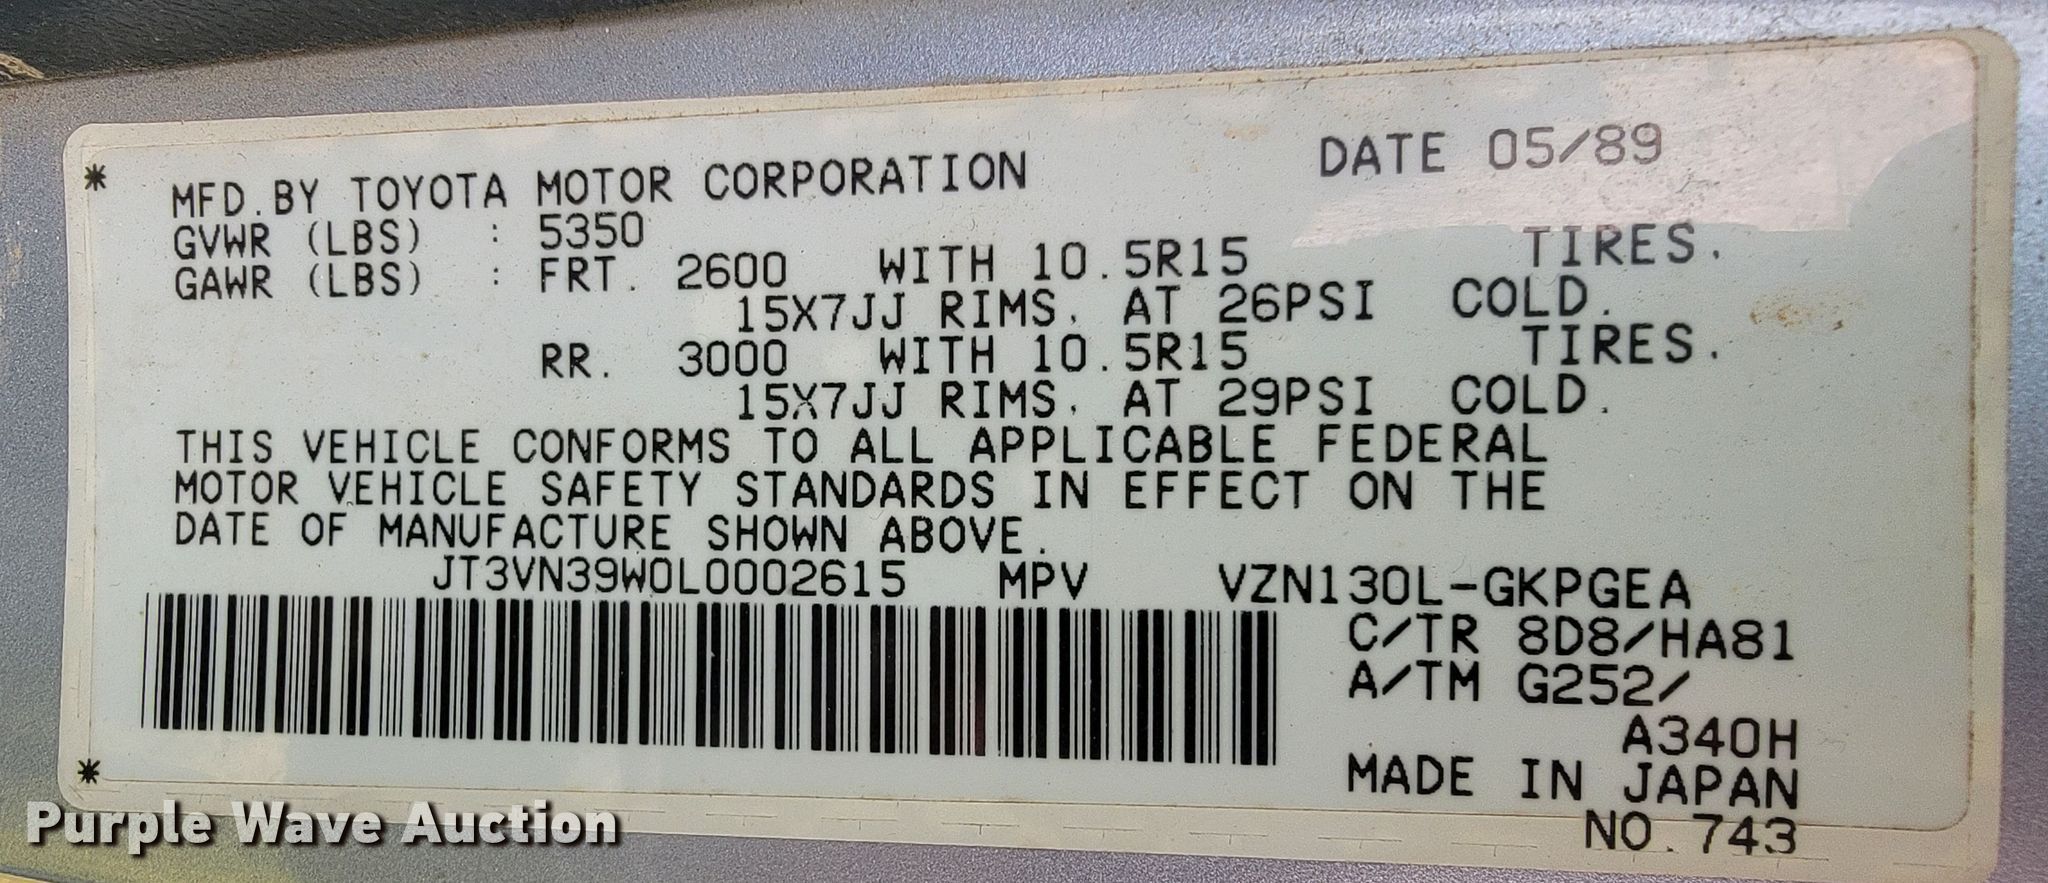 * MFD.BY TOYOTA MOTOR CORPORATION DATE 05/89
GVWR (LBS) : 5350
GAWR (LBS) : FRT. 2600 WITH 10.5R15 TIRES.
15X7JJ RIMS, AT 26PSI COLD.
RR. 3000 WITH 10.5R15 TIRES.
15X7JJ RIMS, AT 29PSI COLD.
THIS VEHICLE CONFORMS TO ALL APPLICABLE FEDERAL
MOTOR VEHICLE SAFETY STANDARDS IN EFFECT ON THE
DATE OF MANUFACTURE SHOWN ABOVE.
JT3VN39W0L0002615 MPV VZN130L-GKPGEA
C/TR 8D8/HA81
A/TM G252/
A340H
* MADE IN JAPAN
NO.743
Purple Wave Auction